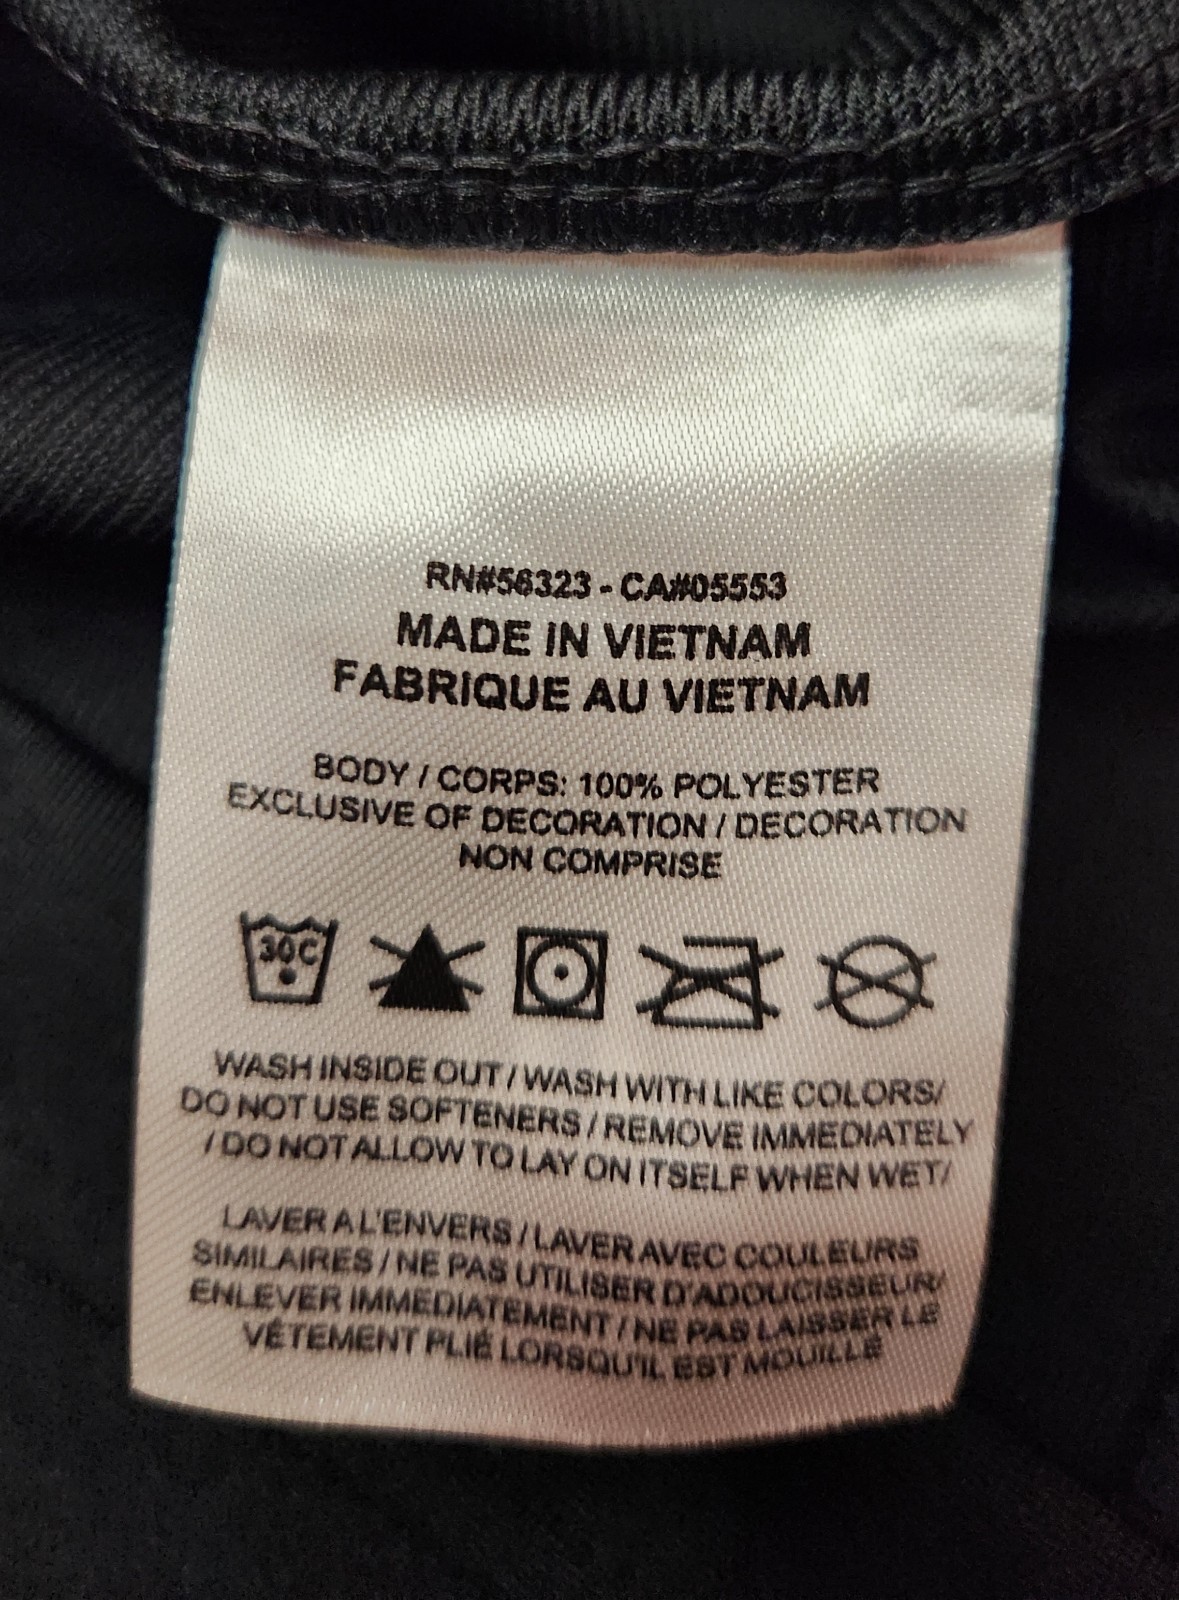 RN#56323 - CA#05553
MADE IN VIETNAM
FABRIQUE AU VIETNAM
BODY / CORPS: 100% POLYESTER
EXCLUSIVE OF DECORATION / DECORATION
NON COMPRISE
30C
WASH INSIDE OUT / WASH WITH LIKE COLORS/
DO NOT USE SOFTENERS / REMOVE IMMEDIATELY
/ DO NOT ALLOW TO LAY ON ITSELF WHEN WET/
LAVER A L'ENVERS / LAVER AVEC COULEURS
SIMILAIRES / NE PAS UTILISER D'ADOUCISSEUR/
ENLEVER IMMEDIATEMENT / NE PAS LAISSER LE
VÊTEMENT PLIÉ LORSQU'IL EST MOUILLÉ